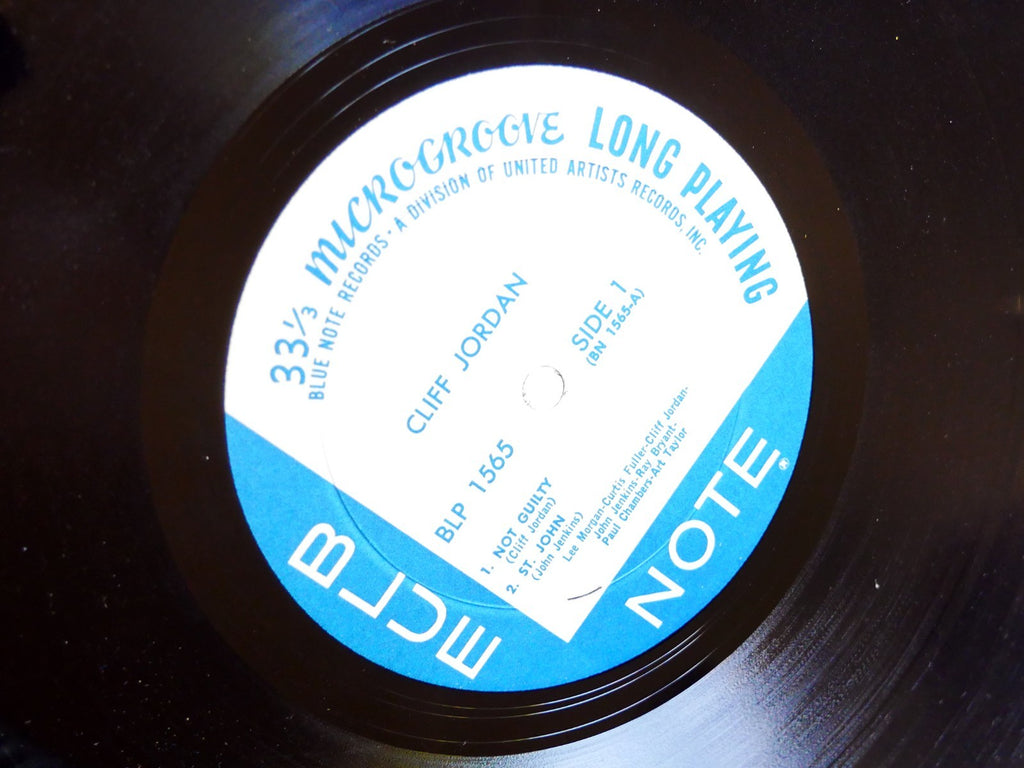 33⅓ MICROGROOVE LONG PLAYING
BLUE NOTE RECORDS · A DIVISION OF UNITED ARTISTS RECORDS, INC.
CLIFF JORDAN
SIDE 1
(BN 1565-A)
BLP 1565
1. NOT GUILTY
(Cliff Jordan)
2. ST. JOHN
(John Jenkins)
Lee Morgan-Curtis Fuller-Cliff Jordan-
John Jenkins-Ray Bryant-
Paul Chambers-Art Taylor
BLUE NOTE®